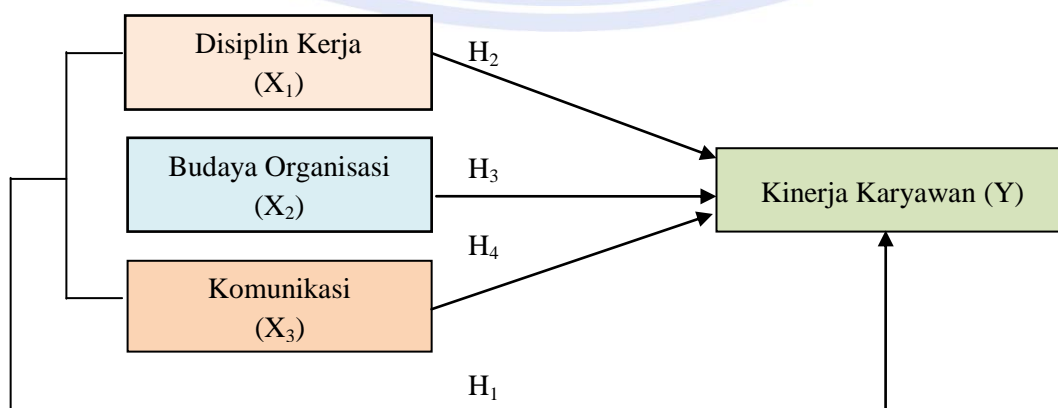 Disiplin Kerja
(X₁)
H₂
Budaya Organisasi
(X₂)
H₃
Kinerja Karyawan (Y)
H₄
Komunikasi
(X₃)
H₁